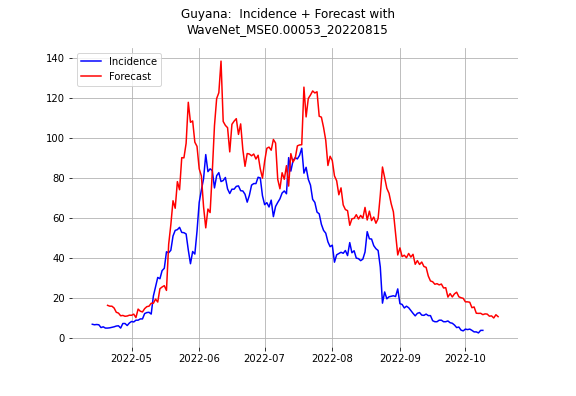 Guyana:  Incidence + Forecast with
WaveNet_MSE0.00053_20220815
Incidence
Forecast
140
120
100
80
60
40
20
0
2022-05 2022-06 2022-07 2022-08 2022-09 2022-10